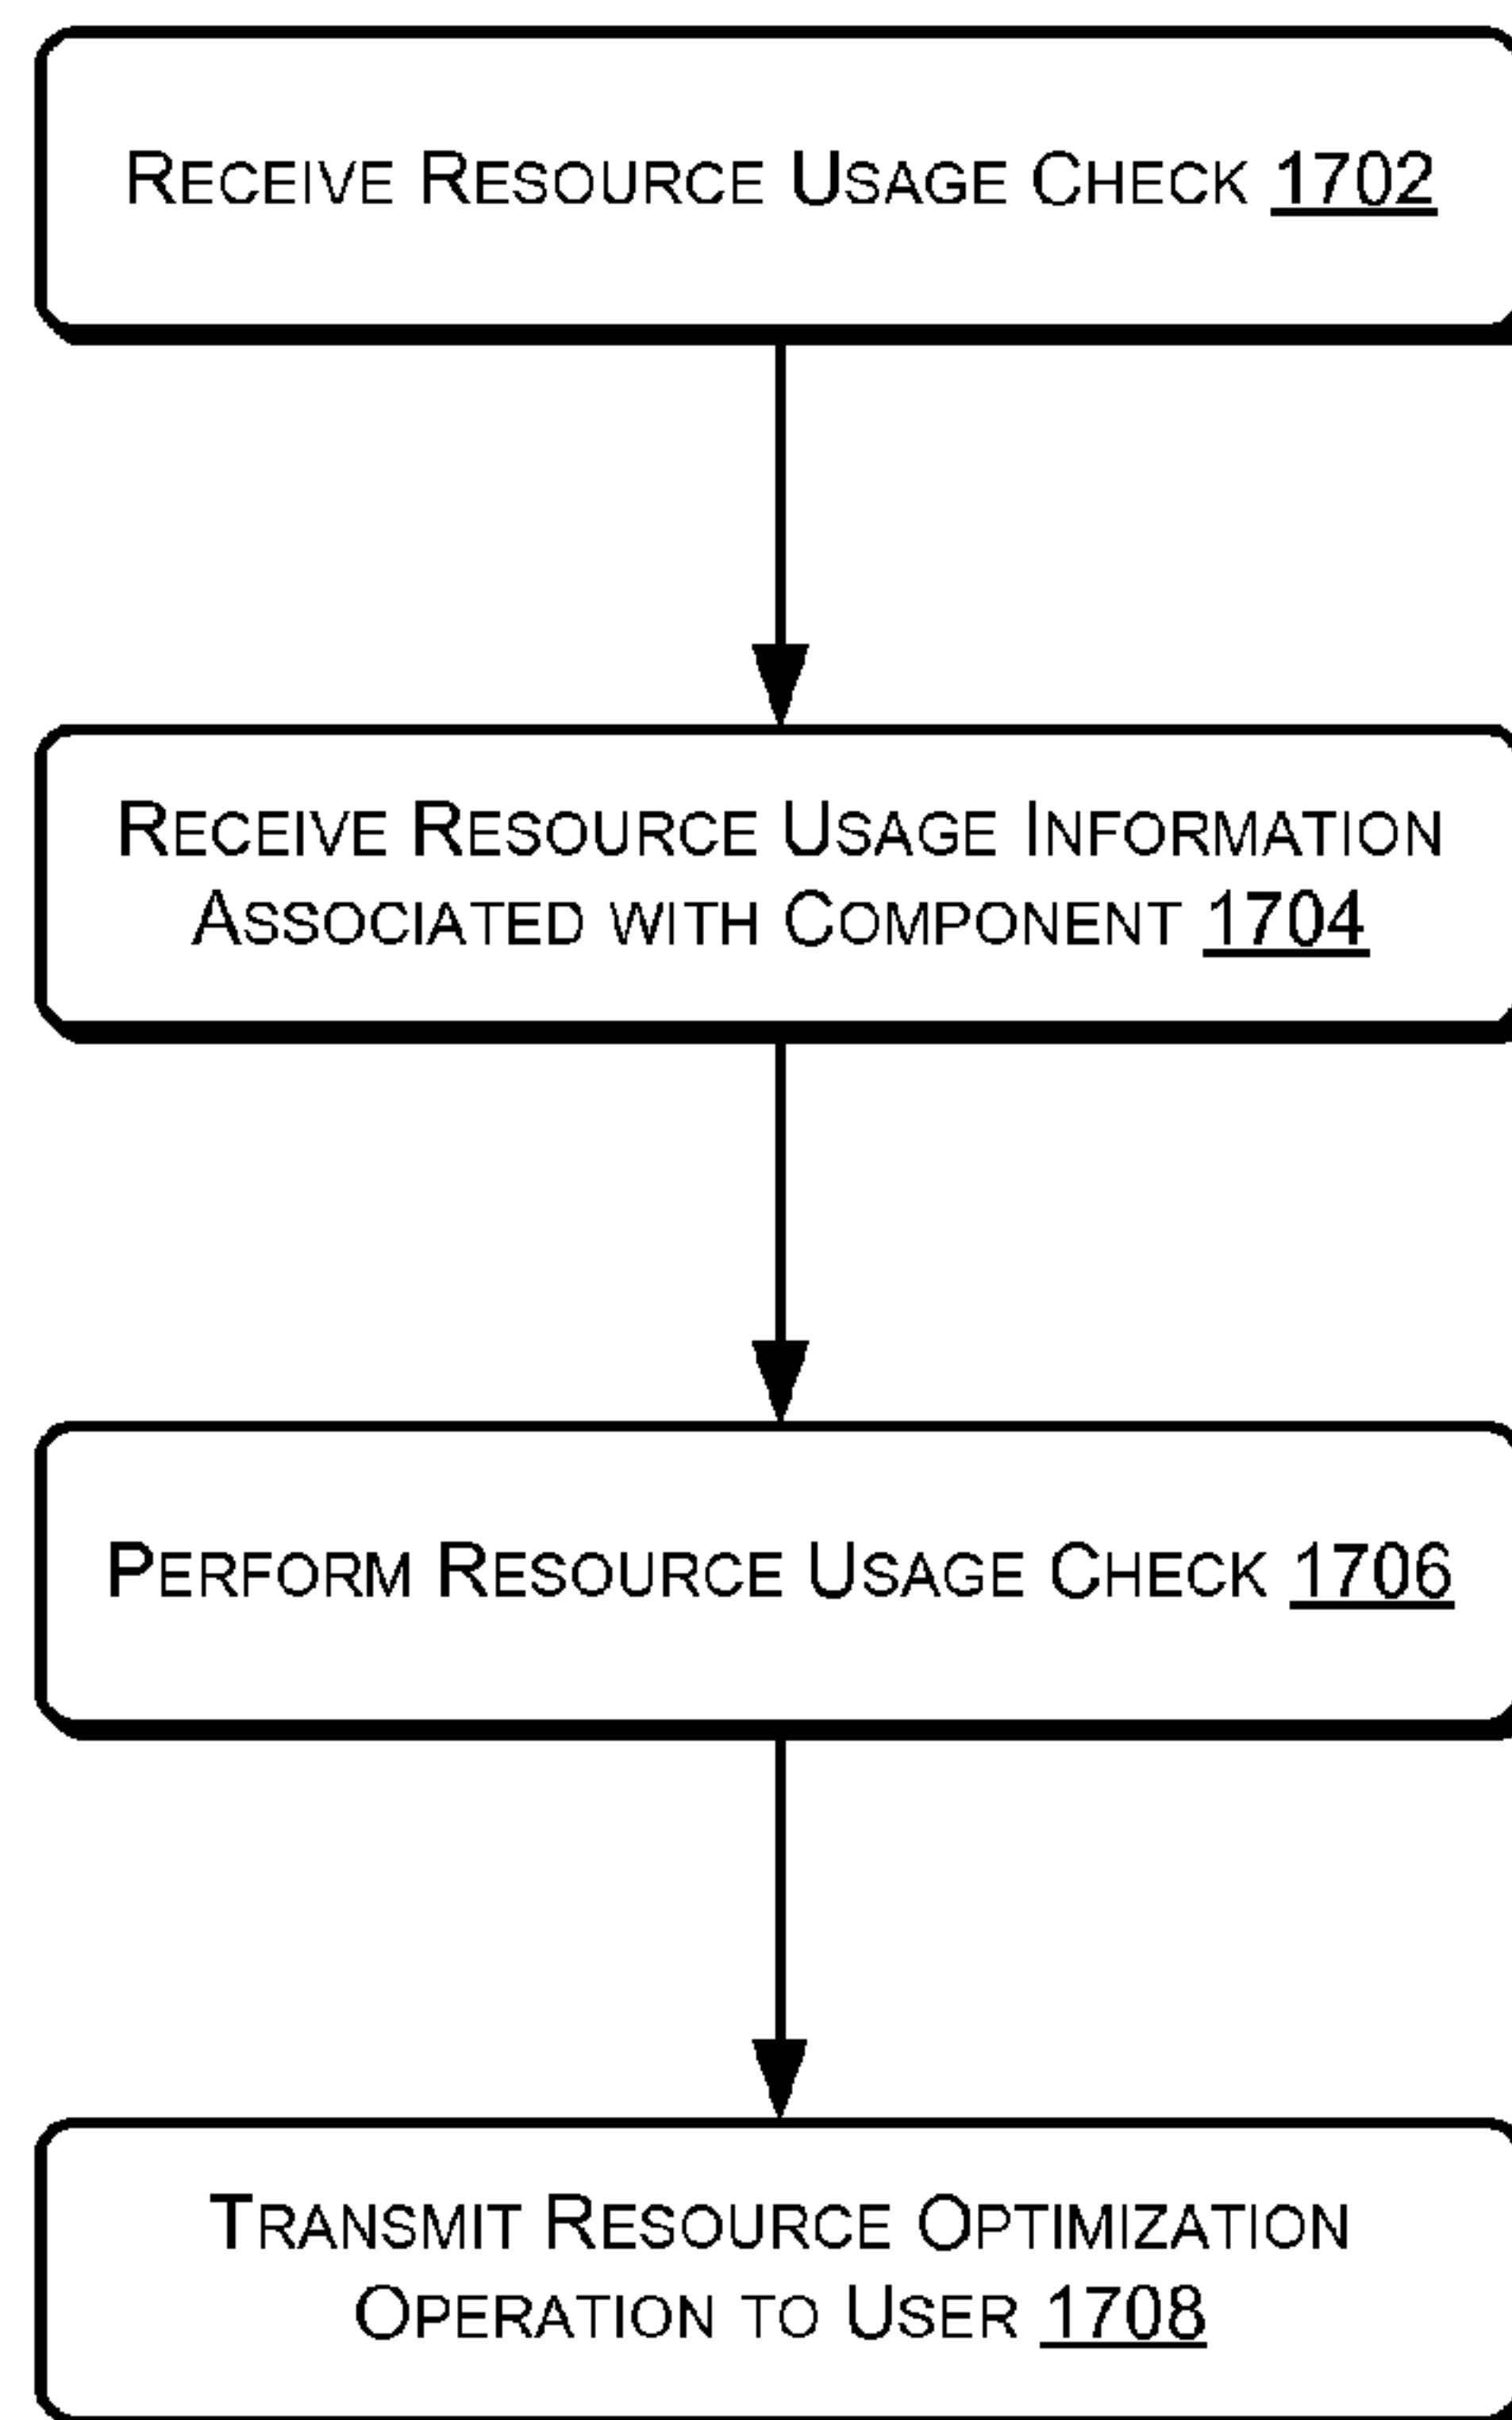 RECEIVE RESOURCE USAGE CHECK 1702
RECEIVE RESOURCE USAGE INFORMATION
ASSOCIATED WITH COMPONENT 1704
PERFORM RESOURCE USAGE CHECK 1706
TRANSMIT RESOURCE OPTIMIZATION
OPERATION TO USER 1708